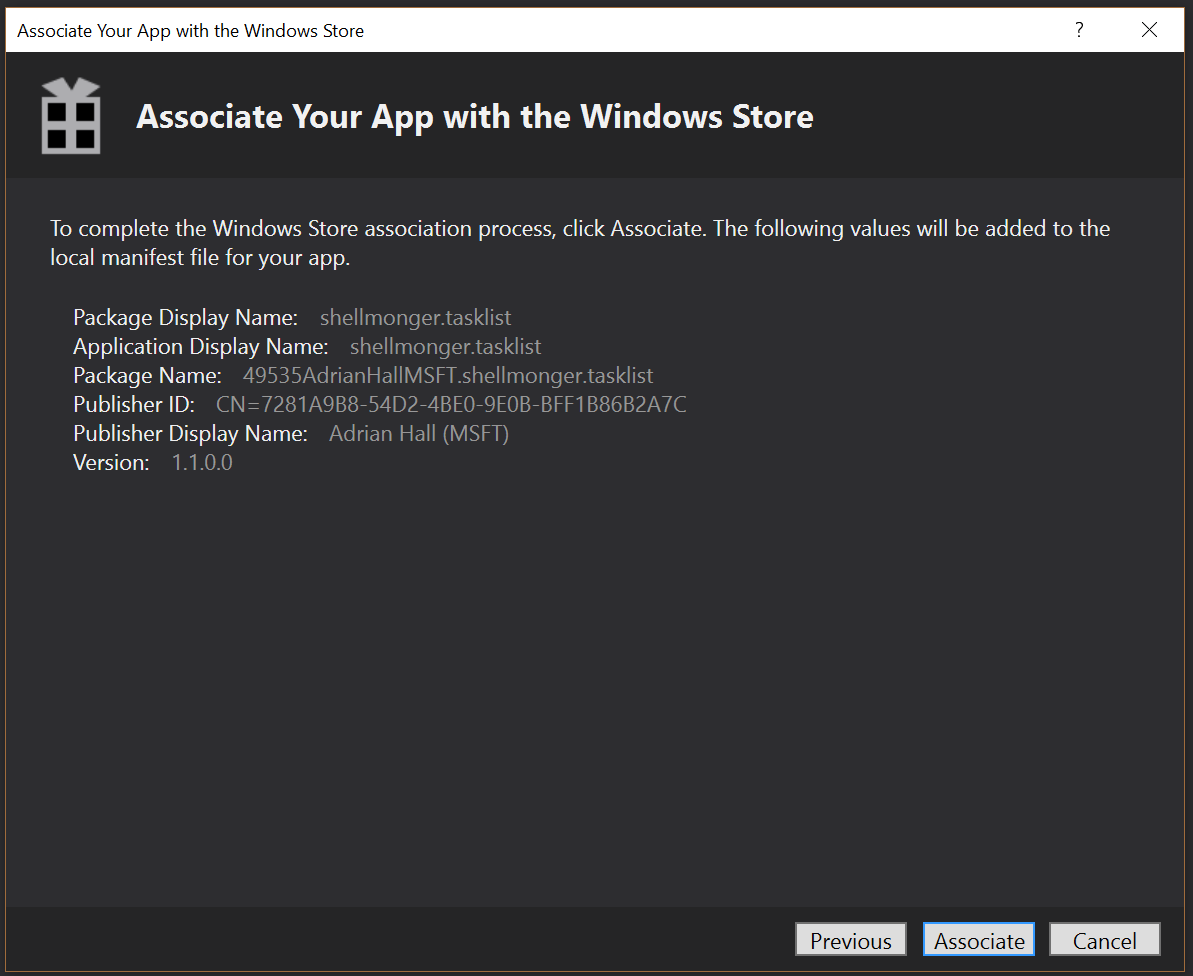 Associate Your App with the Windows Store
?
Associate Your App with the Windows Store
To complete the Windows Store association process, click Associate. The following values will be added to the
local manifest file for your app.
Package Display Name: shellmonger.tasklist
Application Display Name: shellmonger.tasklist
Package Name: 49535AdrianHallMSFT.shellmonger.tasklist
Publisher ID: CN=7281A9B8-54D2-4BE0-9E0B-BFF1B86B2A7C
Publisher Display Name: Adrian Hall (MSFT)
Version: 1.1.0.0
Previous Associate Cancel